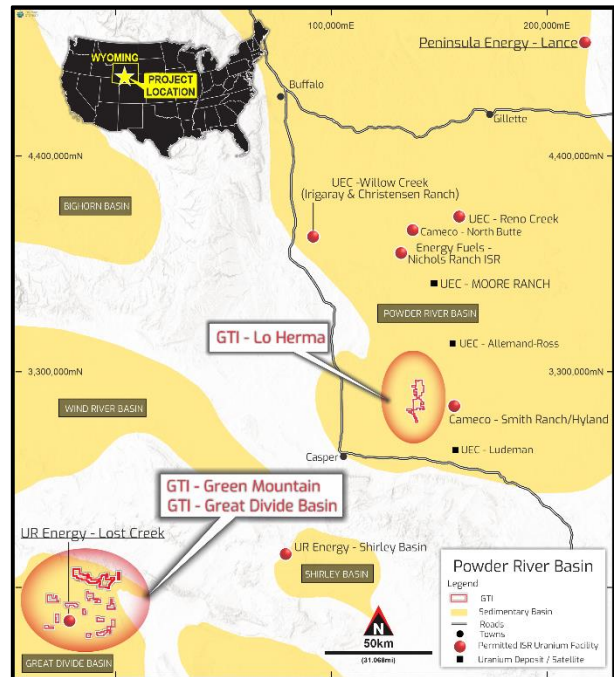 100,000mE
200,000mE
WYOMING
PROJECT
LOCATION
Peninsula Energy - Lance
Buffalo
Gillette
4,400,000mN
4,400,000mN
BIGHORN BASIN
UEC -Willow Creek
(Irigaray & Christensen Ranch)
UEC - Reno Creek
Cameco - North Butte
Energy Fuels -
Nichols Ranch ISR
UEC - MOORE RANCH
POWDER RIVER BASIN
GTI - Lo Herma
UEC - Allemand-Ross
3,300,000mN
3,300,000mN
WIND RIVER BASIN
Cameco - Smith Ranch/Hyland
Casper
UEC - Ludeman
GTI - Green Mountain
GTI - Great Divide Basin
UR Energy - Lost Creek
UR Energy - Shirley Basin
SHIRLEY BASIN
GREAT DIVIDE BASIN
N
50km
(31.068mi)
Powder River Basin
Legend
GTI
Sedimentary Basin
Roads
Towns
Permitted ISR Uranium Facility
Uranium Deposit / Satellite